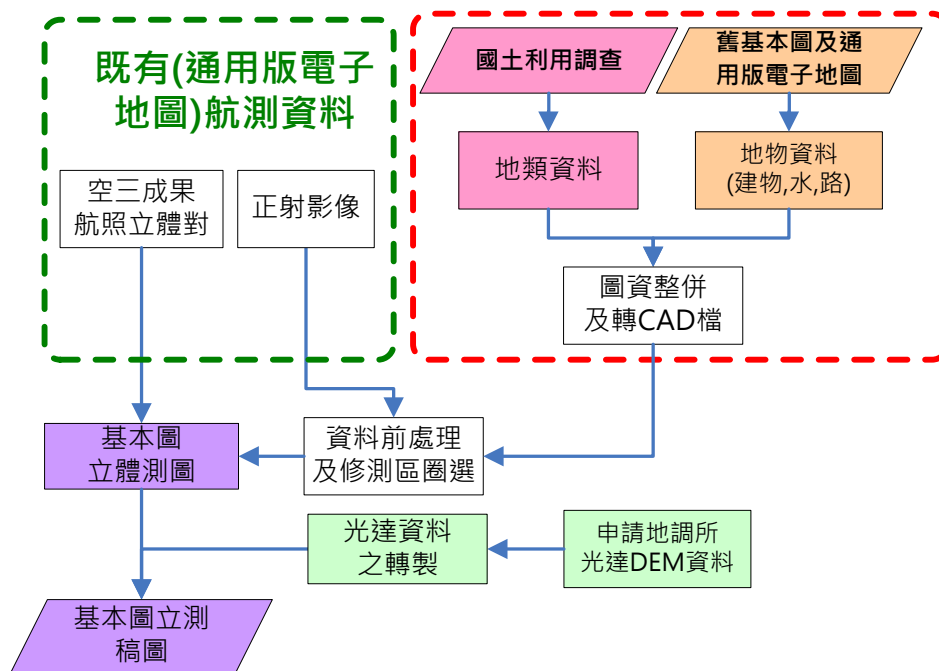 既有(通用版電子
地圖)航測資料
空三成果
航照立體對
正射影像
國土利用調查
舊基本圖及通
用版電子地圖
地類資料
地物資料
(建物,水,路)
圖資整併
及轉CAD檔
基本圖
立體測圖
資料前處理
及修測區圈選
光達資料
之轉製
申請地調所
光達DEM資料
基本圖立測
稿圖